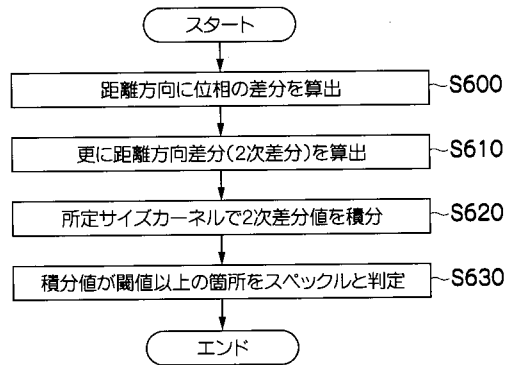 スタート
距離方向に位相の差分を算出
S600
更に距離方向差分(2次差分)を算出
S610
所定サイズカーネルで2次差分値を積分
S620
積分値が閾値以上の箇所をスペックルと判定
S630
エンド